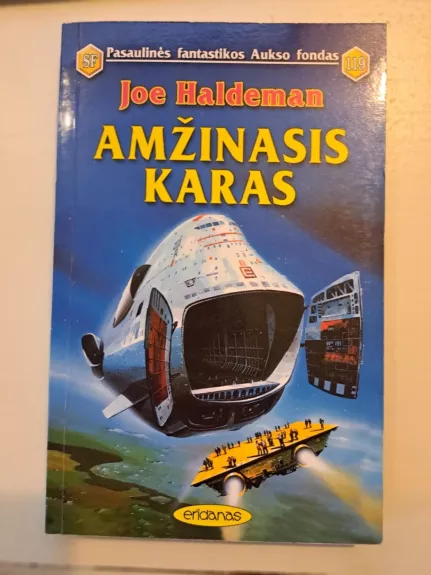 SF
Pasaulinės fantastikos Aukso fondas
119
Joe Haldeman
AMŽINASIS
KARAS
eridanas